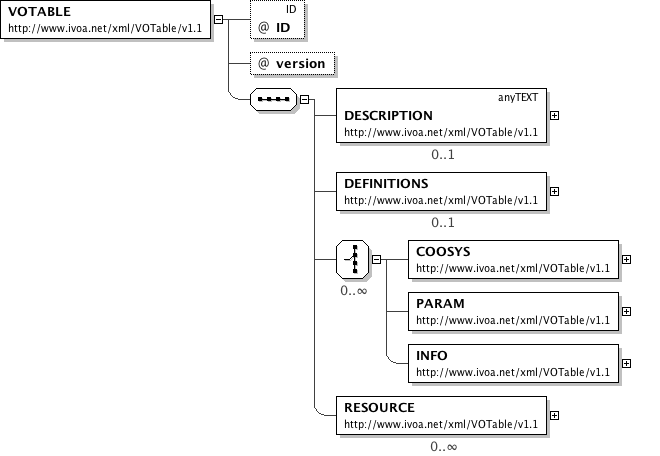 VOTABLE
http://www.ivoa.net/xml/VOTable/v1.1
ID
@ ID
@ version
anyTEXT
DESCRIPTION
http://www.ivoa.net/xml/VOTable/v1.1
0..1
DEFINITIONS
http://www.ivoa.net/xml/VOTable/v1.1
0..1
0..∞
COOSYS
http://www.ivoa.net/xml/VOTable/v1.1
PARAM
http://www.ivoa.net/xml/VOTable/v1.1
INFO
http://www.ivoa.net/xml/VOTable/v1.1
RESOURCE
http://www.ivoa.net/xml/VOTable/v1.1
0..∞